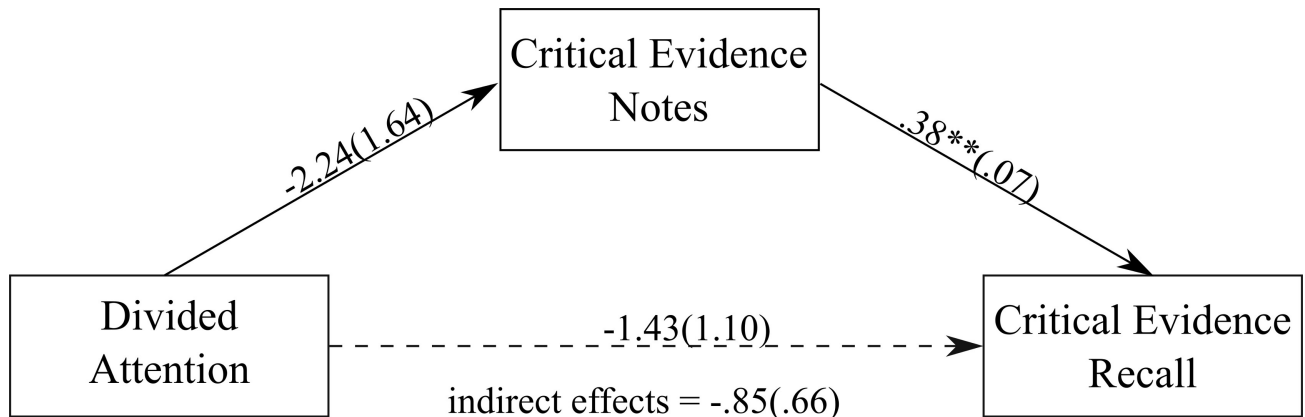 Critical Evidence
Notes
-2.24(1.64)
.38**(.07)
Divided
Attention
-1.43(1.10)
Critical Evidence
Recall
indirect effects = -.85(.66)